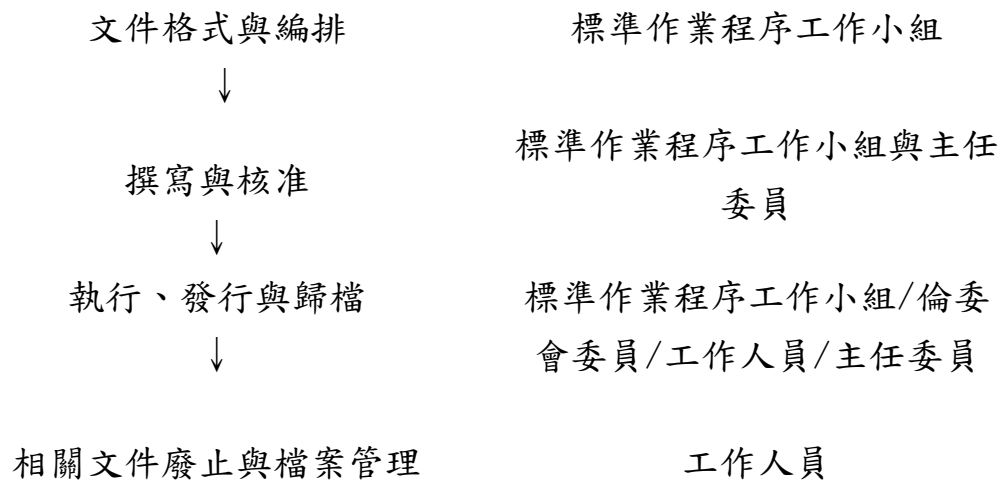 文件格式與編排 標準作業程序工作小組
↓
標準作業程序工作小組與主任
撰寫與核准
委員
↓
執行、發行與歸檔 標準作業程序工作小組/倫委
↓ 會委員/工作人員/主任委員
相關文件廢止與檔案管理 工作人員